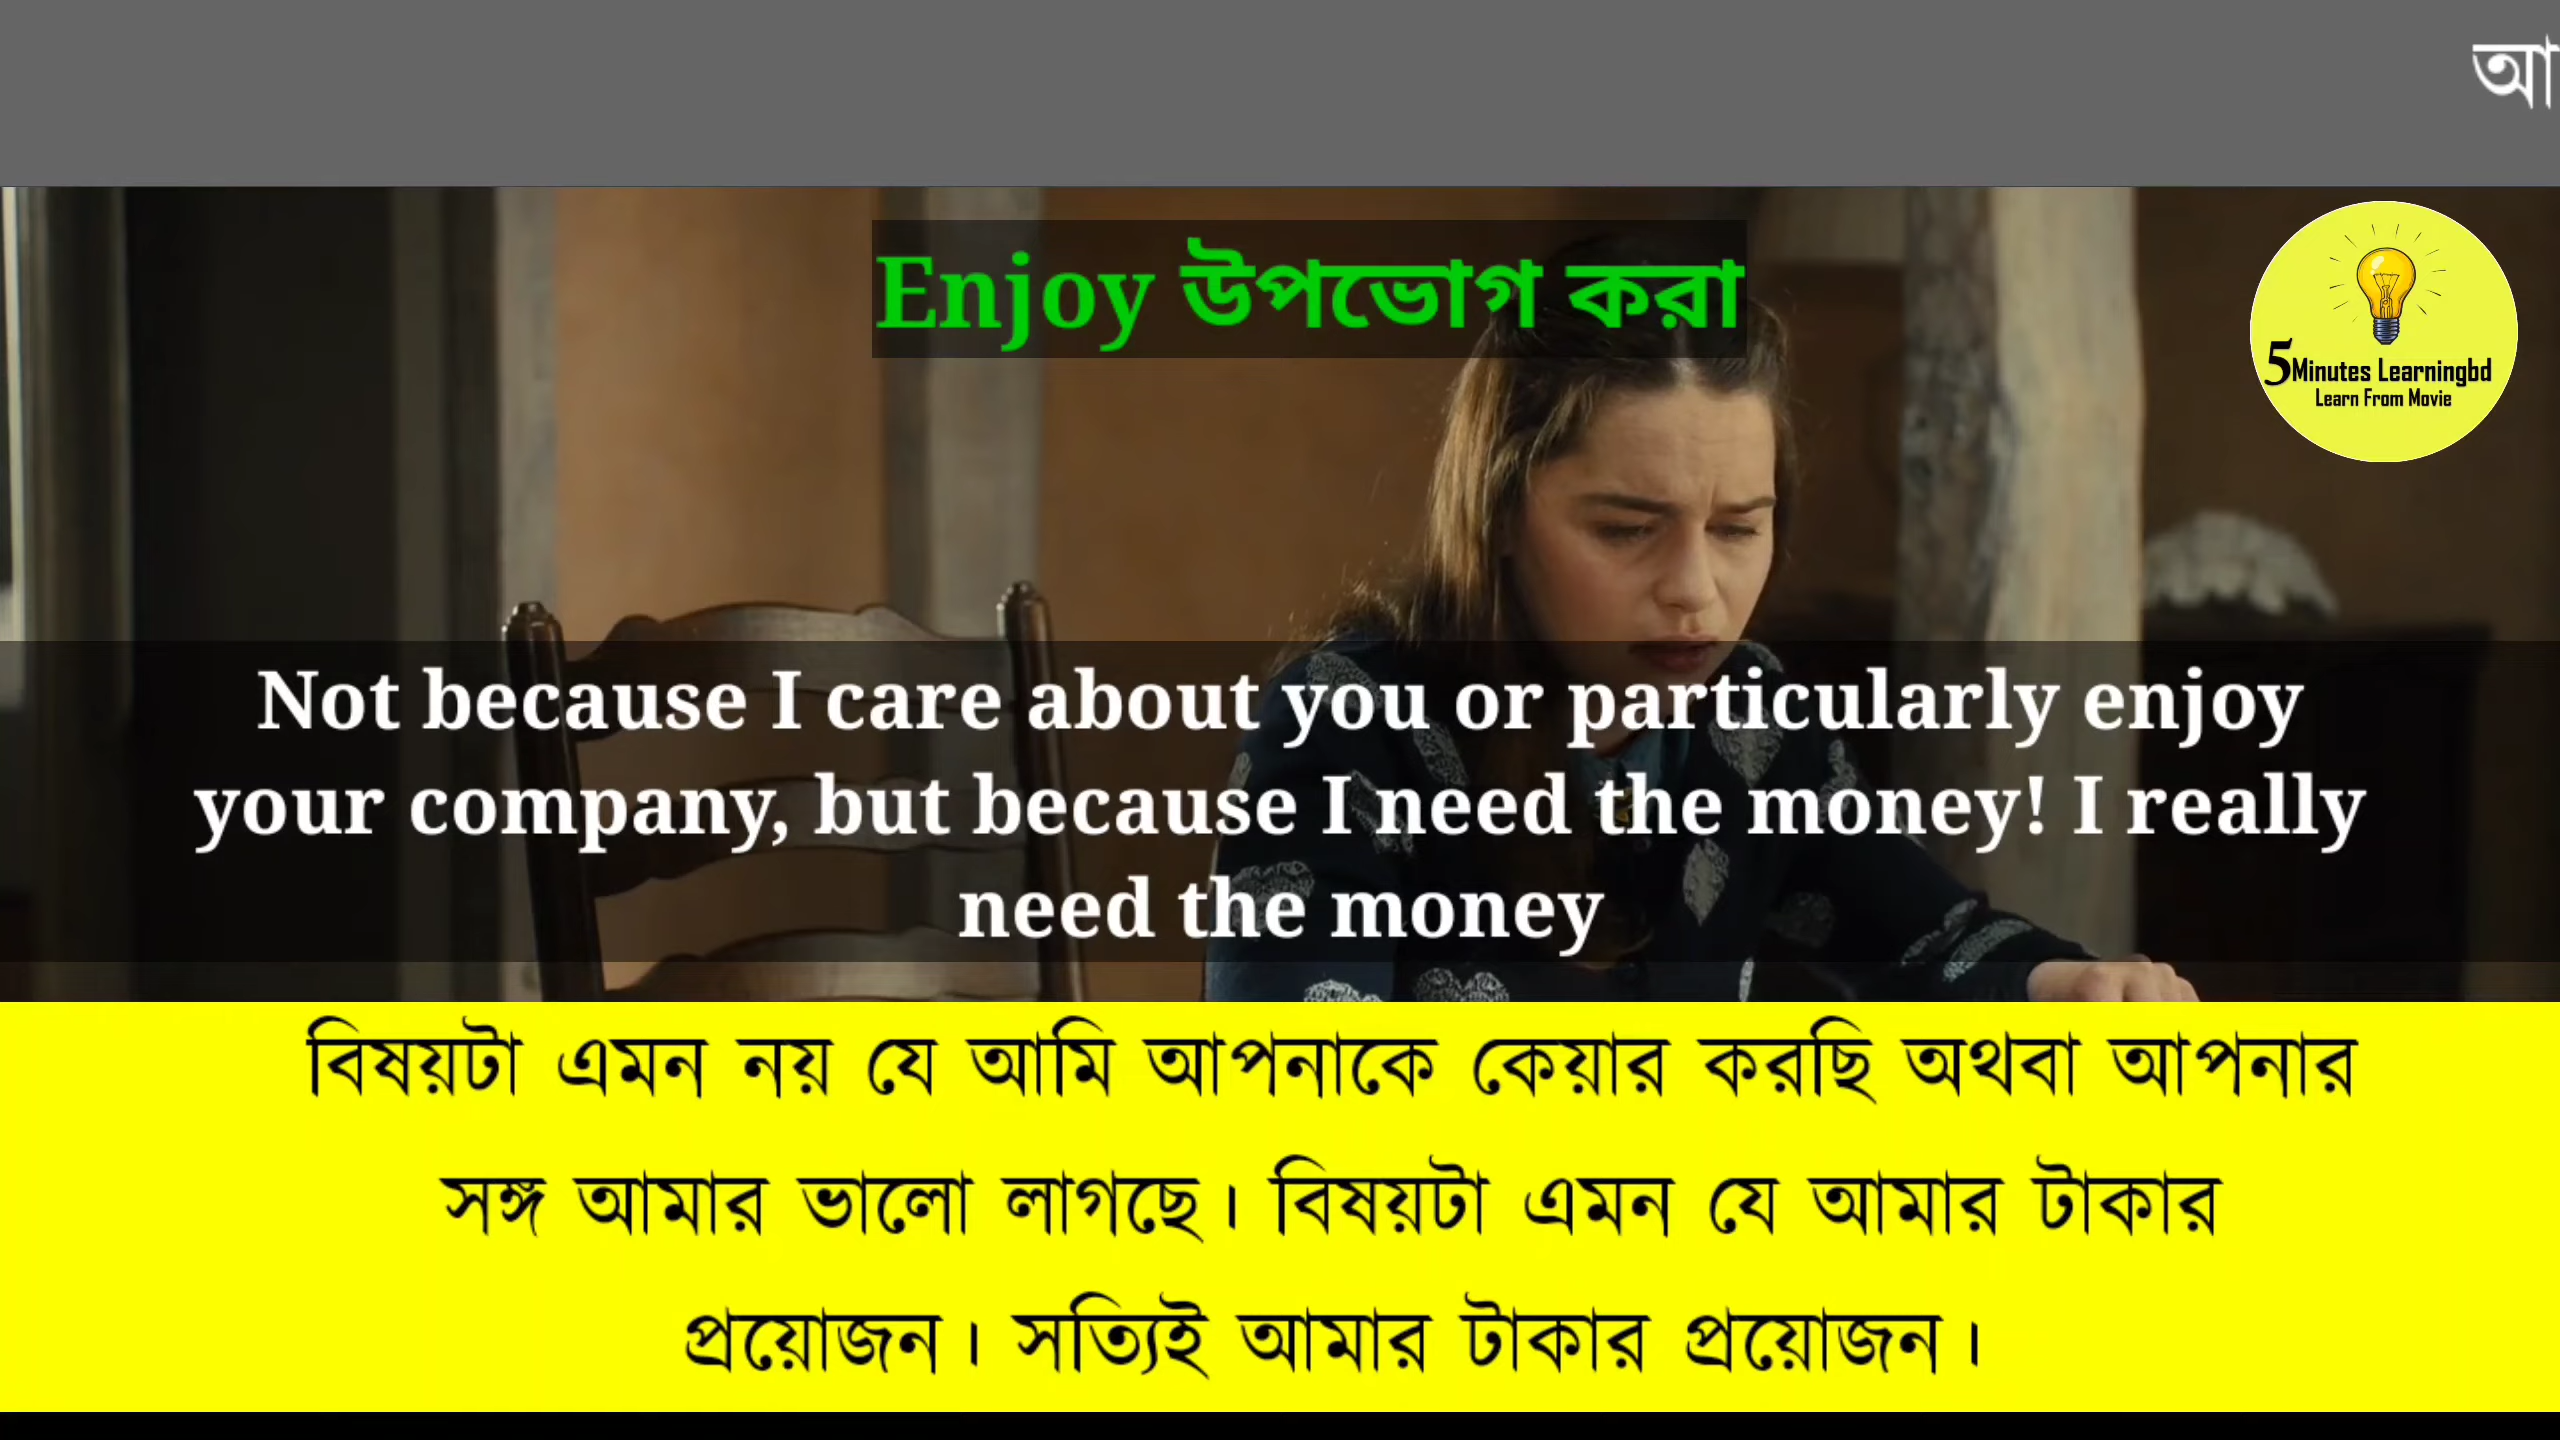 Enjoy উপভোগ করা
5Minutes Learningbd
Learn From Movie
Not because I care about you or particularly enjoy
your company, but because I need the money! I really
need the money
বিষয়টা এমন নয় যে আমি আপনাকে কেয়ার করছি অথবা আপনার
সঙ্গ আমার ভালো লাগছে। বিষয়টা এমন যে আমার টাকার
প্রয়োজন। সত্যিই আমার টাকার প্রয়োজন।